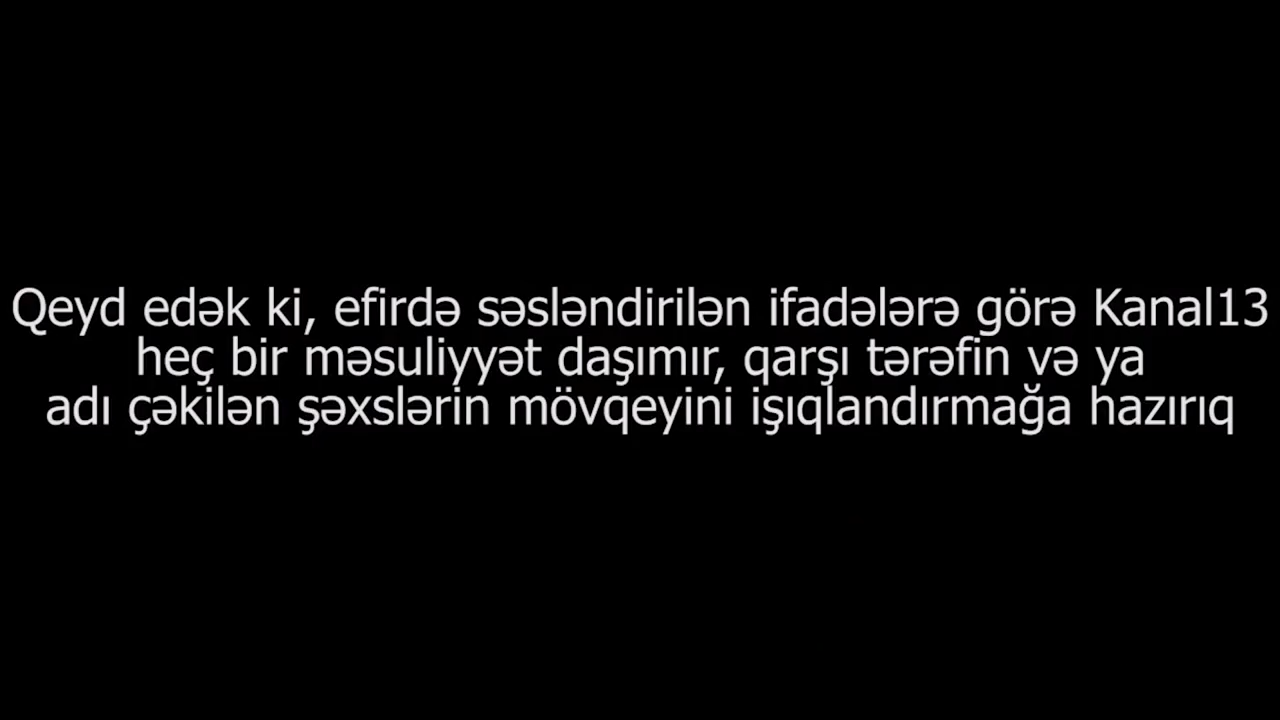 Qeyd edək ki, efirdə səsləndirilən ifadələrə görə Kanal13
heç bir məsuliyyət daşımır, qarşı tərəfin və ya
adı çəkilən şəxslərin mövqeyini işıqlandırmağa hazırıq